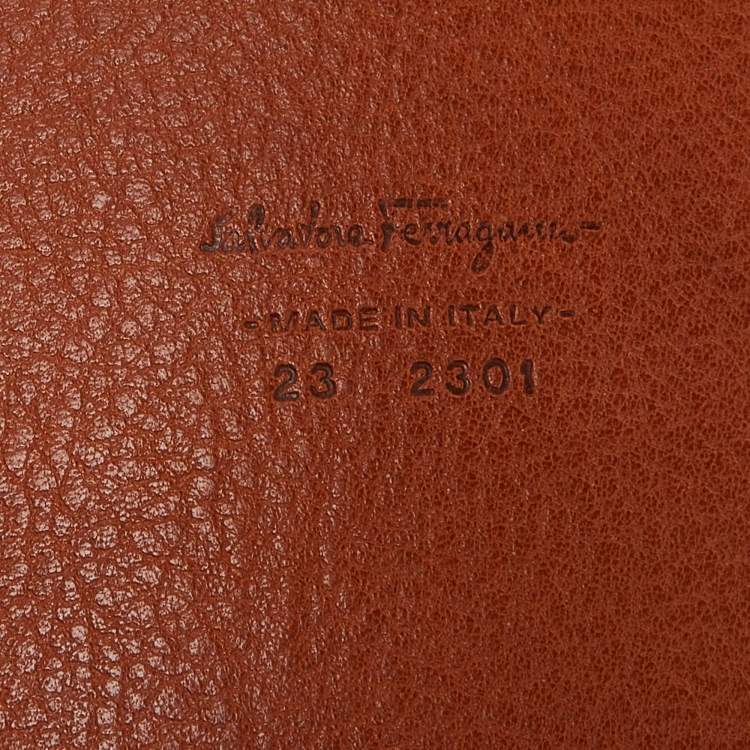 Salvatore Ferragamo
- MADE IN ITALY -
23 2301